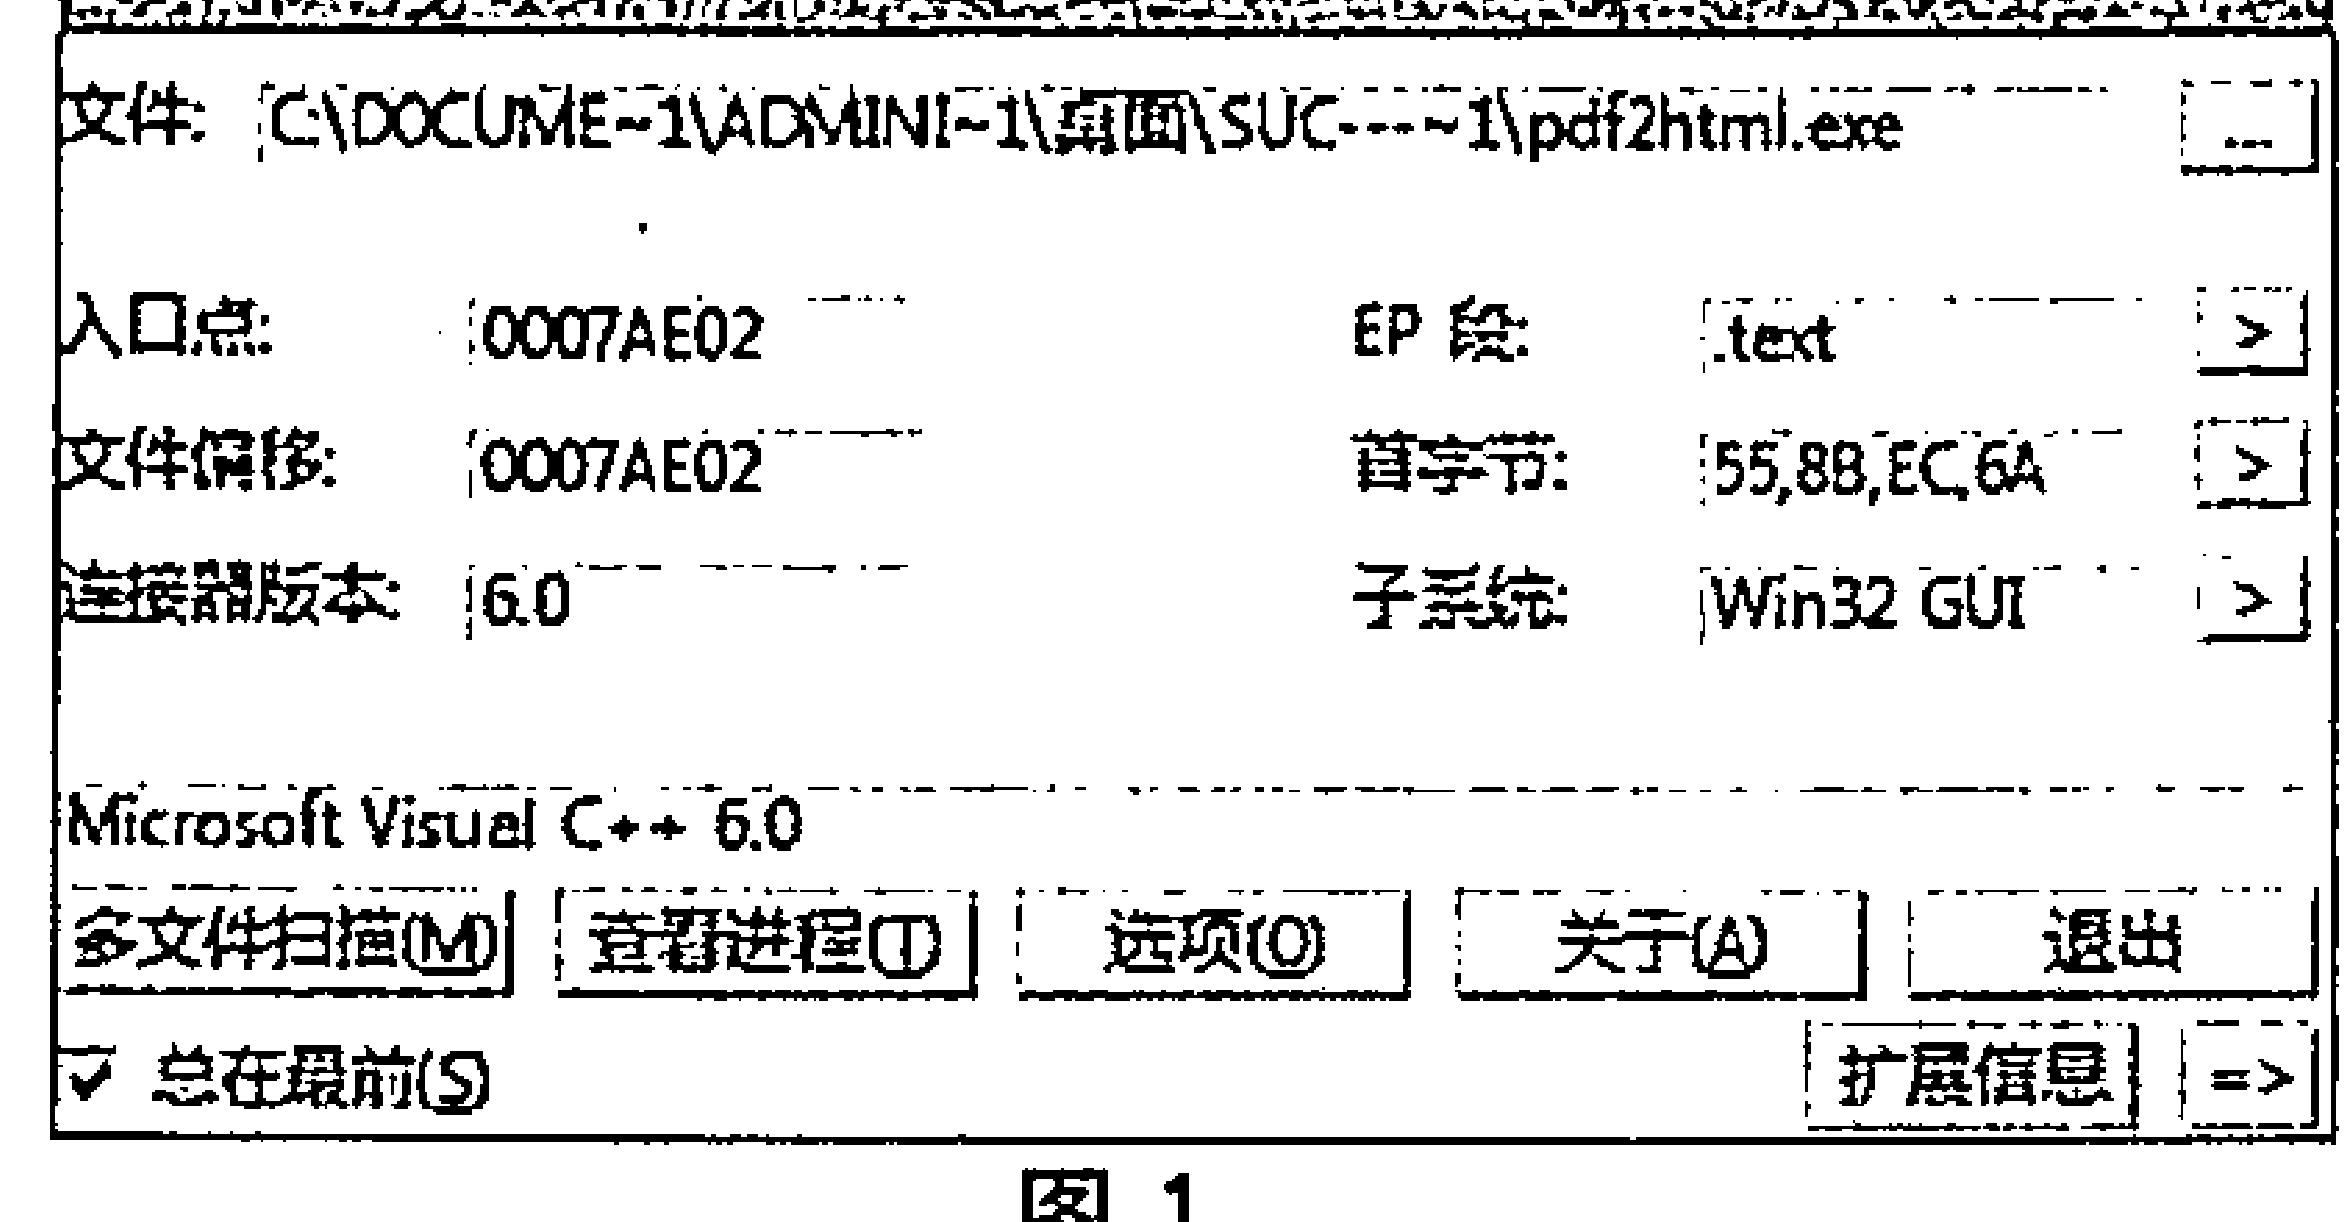 文件: C:\DOCUME~1\ADMINI~1\桌面\SUC---~1\pdf2html.exe ...
入口点: 0007AE02 EP 段: .text >
文件偏移: 0007AE02 首字节: 55,8B,EC,6A >
连接器版本: 6.0 子系统: Win32 GUI >
Microsoft Visual C++ 6.0
多文件扫描(M) 查看进程(T) 选项(O) 关于(A) 退出
总在最前(S) 扩展信息 =>
图 1